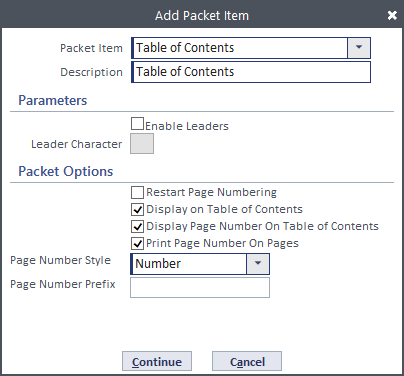 Add Packet Item
Packet Item Table of Contents
Description Table of Contents
Parameters
Enable Leaders
Leader Character
Packet Options
Restart Page Numbering
Display on Table of Contents
Display Page Number On Table of Contents
Print Page Number On Pages
Page Number Style Number
Page Number Prefix
Continue Cancel